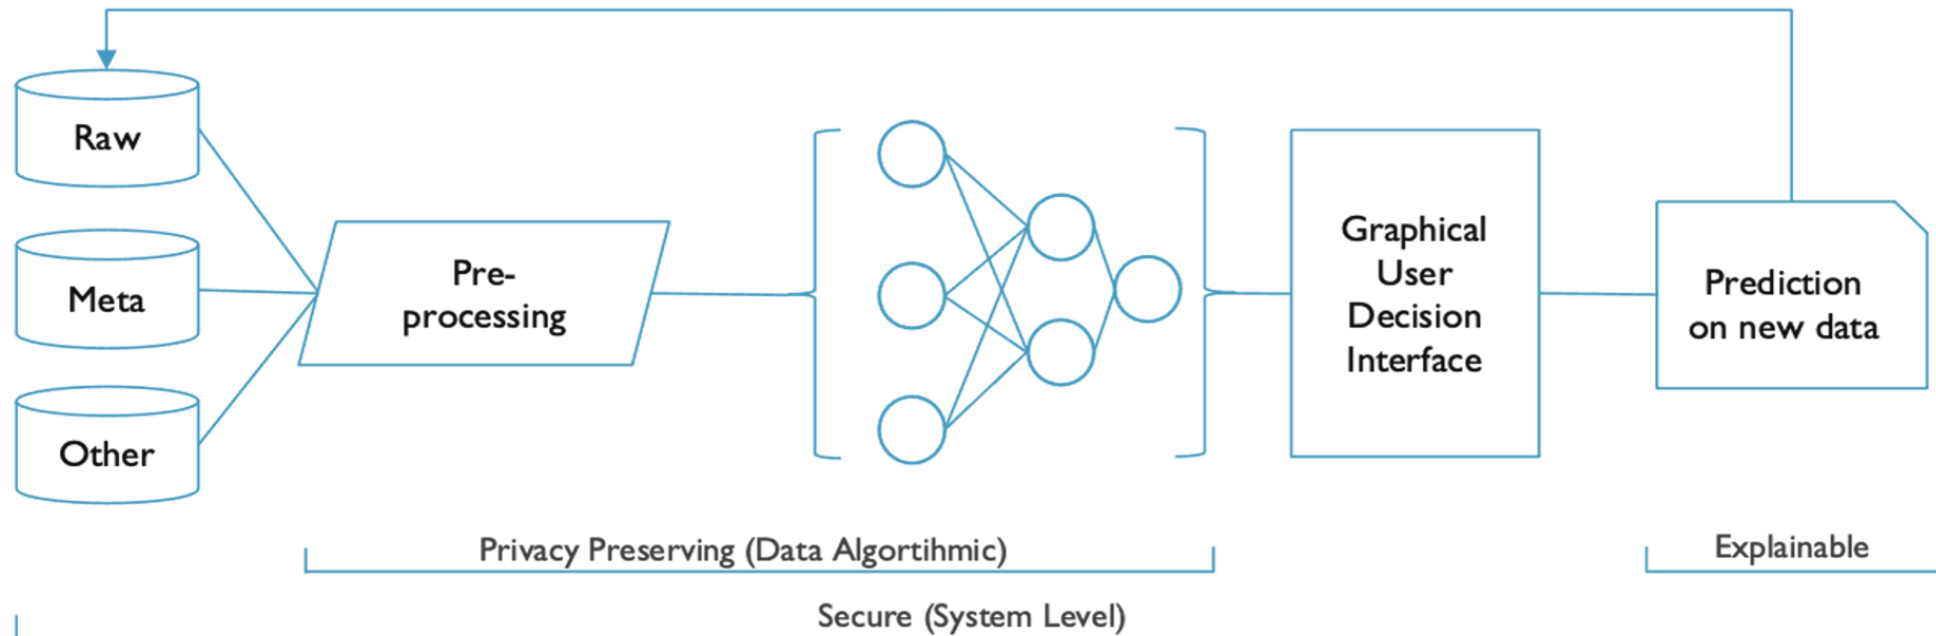 Raw
Meta
Other
Pre-
processing
Graphical
User
Decision
Interface
Prediction
on new data
Privacy Preserving (Data Algortihmic)
Explainable
Secure (System Level)